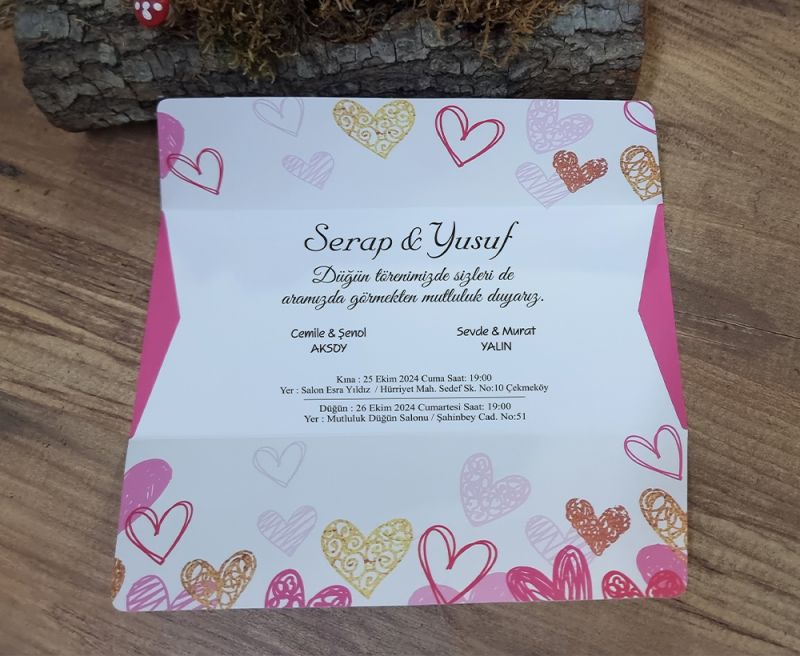 Serap & Yusuf
Düğün törenimizde sizleri de
aramızda görmekten mutluluk duyarız.
Cemile & Şenol
AKSOY
Sevde & Murat
YALIN
Kına : 25 Ekim 2024 Cuma Saat: 19:00
Yer : Salon Esra Yıldız / Hürriyet Mah. Sedef Sk. No:10 Çekmeköy
Düğün : 26 Ekim 2024 Cumartesi Saat: 19:00
Yer : Mutluluk Düğün Salonu / Şahinbey Cad. No:51